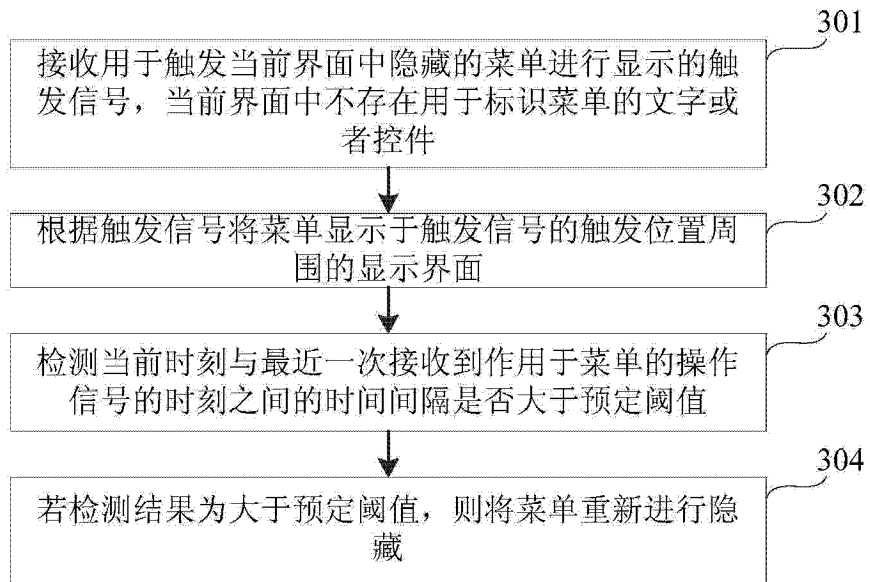 301
接收用于触发当前界面中隐藏的菜单进行显示的触
发信号，当前界面中不存在用于标识菜单的文字或
者控件
302
根据触发信号将菜单显示于触发信号的触发位置周
围的显示界面
303
检测当前时刻与最近一次接收到作用于菜单的操作
信号的时刻之间的时间间隔是否大于预定阈值
304
若检测结果为大于预定阈值，则将菜单重新进行隐
藏